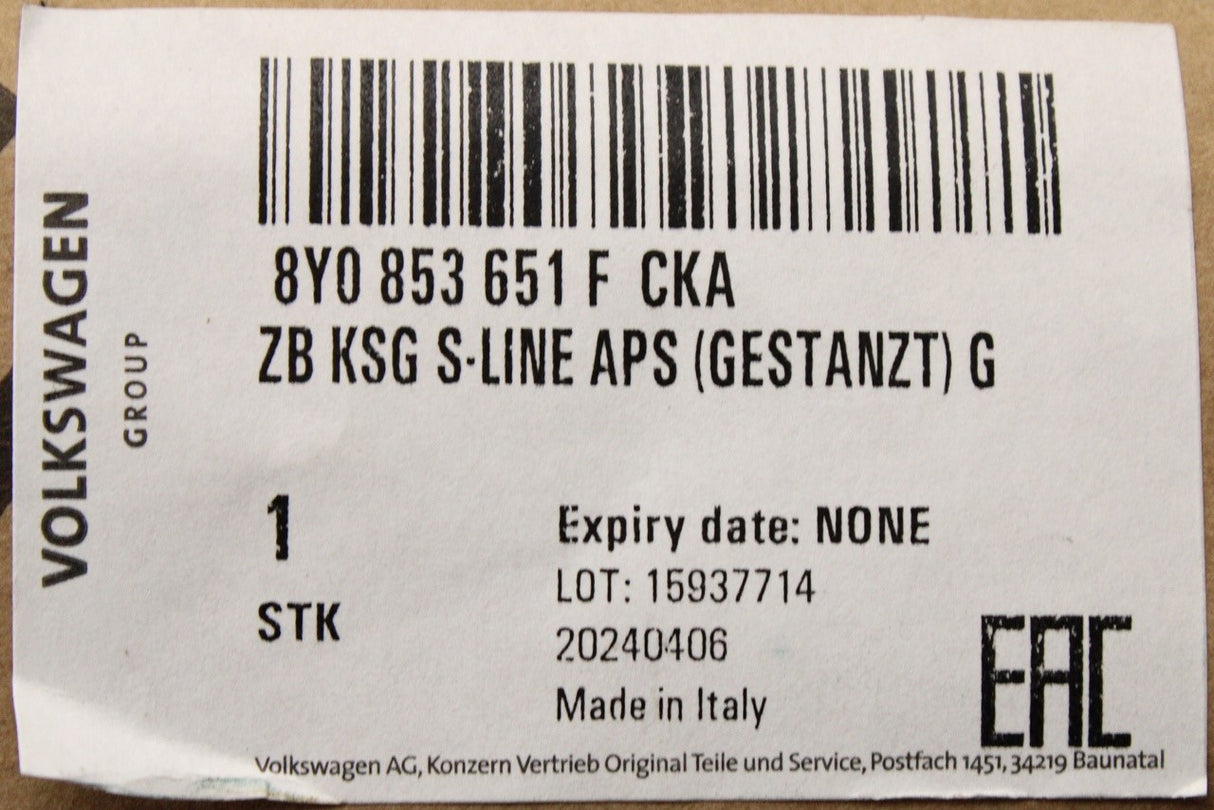 VOLKSWAGEN
GROUP
8Y0 853 651 F CKA
ZB KSG S-LINE APS (GESTANZT) G
1
STK
Expiry date: NONE
LOT: 15937714
20240406
Made in Italy
EAC
Volkswagen AG, Konzern Vertrieb Original Teile und Service, Postfach 1451, 34219 Baunatal